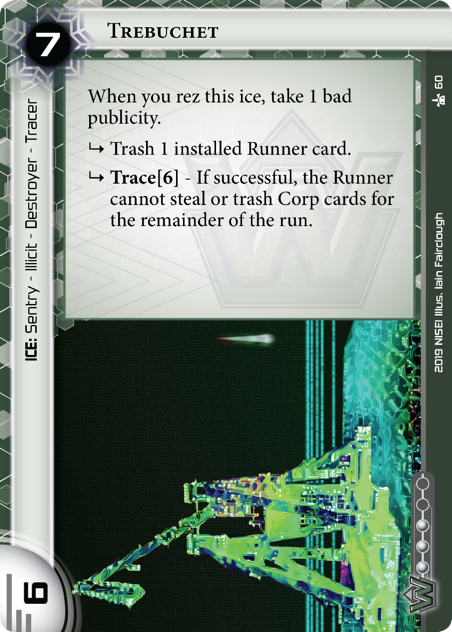 7
Trebuchet
When you rez this ice, take 1 bad
publicity.
↳ Trash 1 installed Runner card.
↳ Trace[6] - If successful, the Runner
cannot steal or trash Corp cards for
the remainder of the run.
ICE: Sentry - Illicit - Destroyer - Tracer
60
2019 NISEI Illus. Iain Fairclough
6